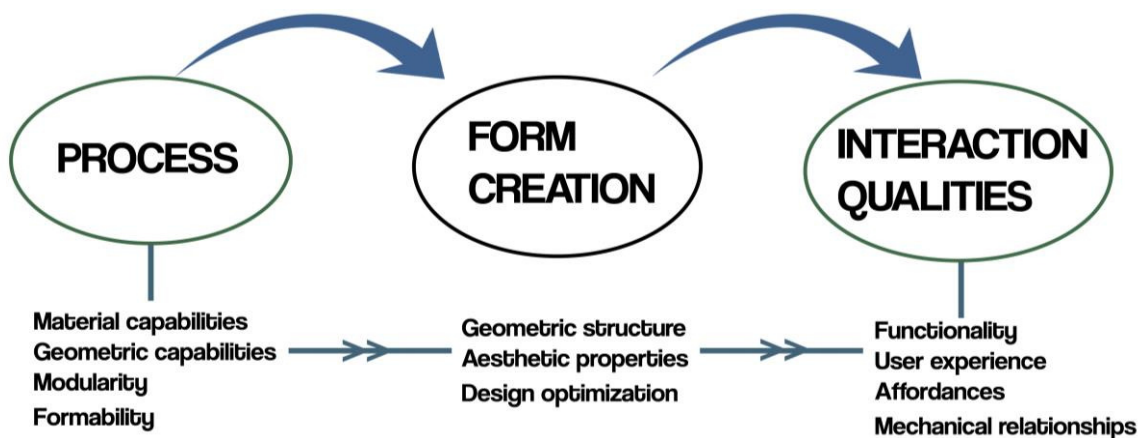 PROCESS
FORM
CREATION
INTERACTION
QUALITIES
Material capabilities
Geometric capabilities
Modularity
Formability
Geometric structure
Aesthetic properties
Design optimization
Functionality
User experience
Affordances
Mechanical relationships